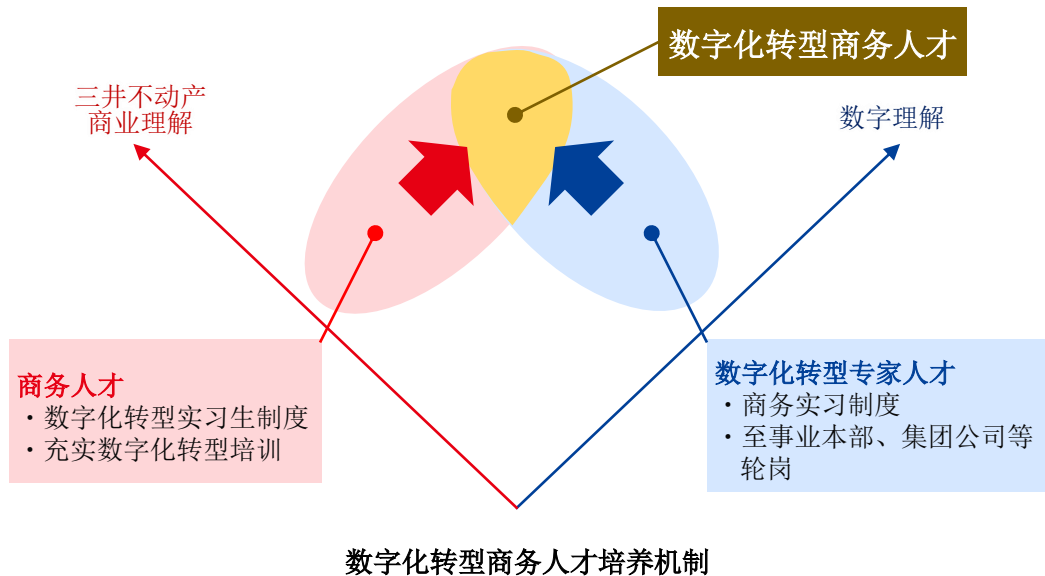 数字化转型商务人才
三井不动产
商业理解
数字理解
商务人才
・数字化转型实习生制度
・充实数字化转型培训
数字化转型专家人才
・商务实习制度
・至事业本部、集团公司等
轮岗
数字化转型商务人才培养机制